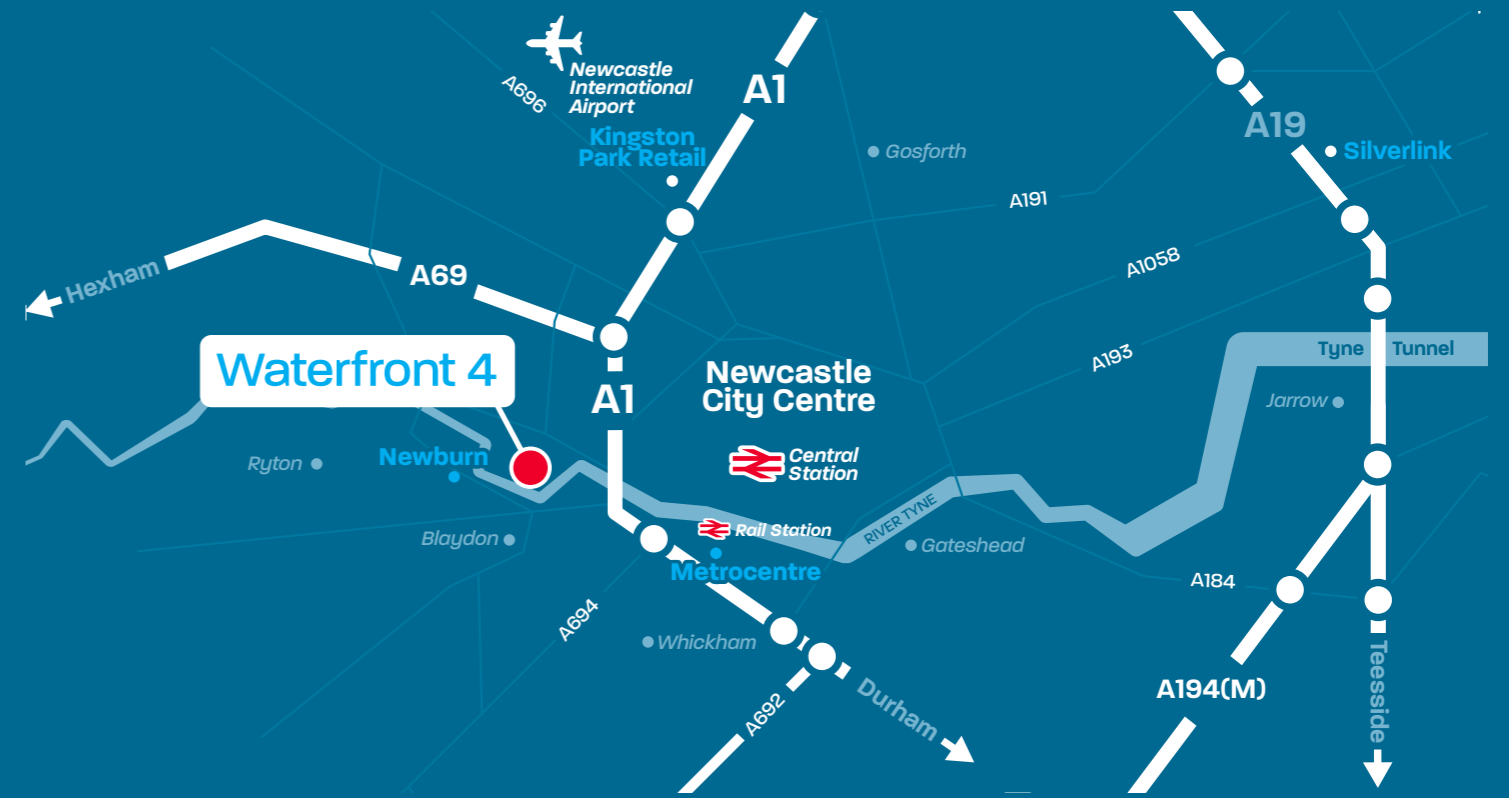 Newcastle
International
Airport
A696
A1
Kingston
Park Retail
Gosforth
A19
Silverlink
A191
A1058
Hexham
A69
Waterfront 4
A1
Newcastle
City Centre
A193
Tyne Tunnel
Jarrow
Ryton
Newburn
Central
Station
Blaydon
Rail Station
RIVER TYNE
Gateshead
Metrocentre
A184
A694
Whickham
Durham
A692
A194(M)
Teesside